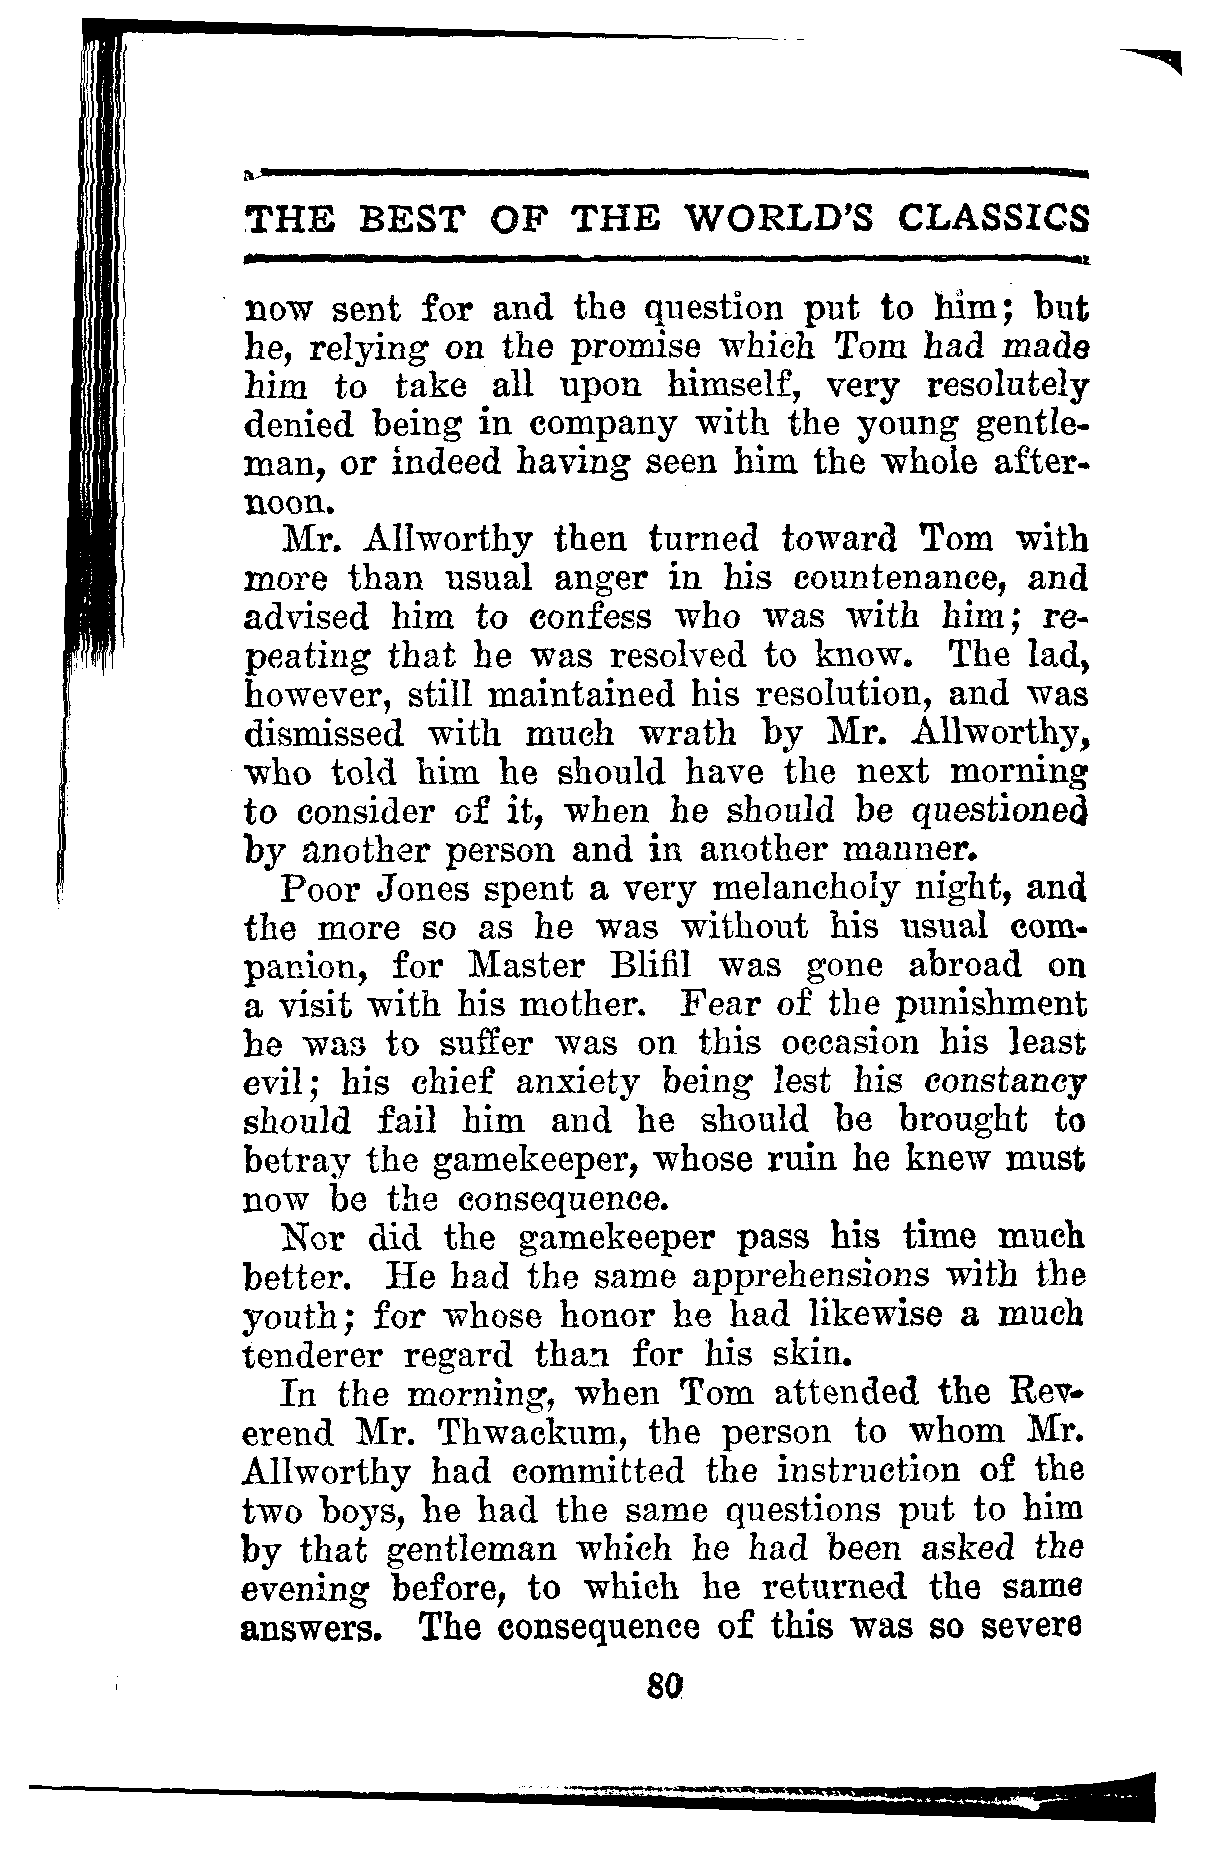 THE BEST OF THE WORLD'S CLASSICS
now sent for and the question put to him; but
he, relying on the promise which Tom had made
him to take all upon himself, very resolutely
denied being in company with the young gentle-
man, or indeed having seen him the whole after-
noon.
Mr. Allworthy then turned toward Tom with
more than usual anger in his countenance, and
advised him to confess who was with him; re-
peating that he was resolved to know. The lad,
however, still maintained his resolution, and was
dismissed with much wrath by Mr. Allworthy,
who told him he should have the next morning
to consider of it, when he should be questioned
by another person and in another manner.
Poor Jones spent a very melancholy night, and
the more so as he was without his usual com-
panion, for Master Blifil was gone abroad on
a visit with his mother. Fear of the punishment
he was to suffer was on this occasion his least
evil; his chief anxiety being lest his constancy
should fail him and he should be brought to
betray the gamekeeper, whose ruin he knew must
now be the consequence.
Nor did the gamekeeper pass his time much
better. He had the same apprehensions with the
youth; for whose honor he had likewise a much
tenderer regard than for his skin.
In the morning, when Tom attended the Rev-
erend Mr. Thwackum, the person to whom Mr.
Allworthy had committed the instruction of the
two boys, he had the same questions put to him
by that gentleman which he had been asked the
evening before, to which he returned the same
answers. The consequence of this was so severe
80